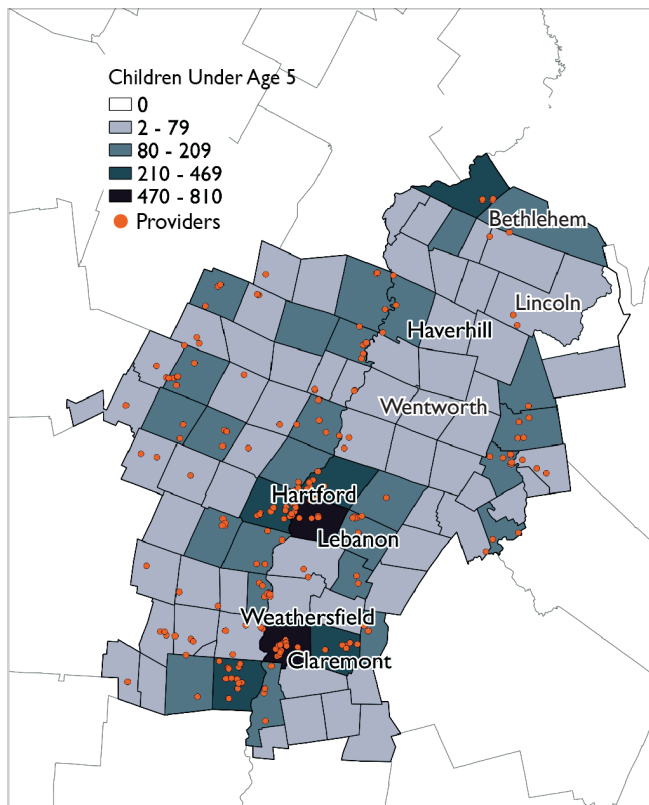 Children Under Age 5
0
2 - 79
80 - 209
210 - 469
470 - 810
Providers
Bethlehem
Lincoln
Haverhill
Wentworth
Hartford
Lebanon
Weathersfield
Claremont